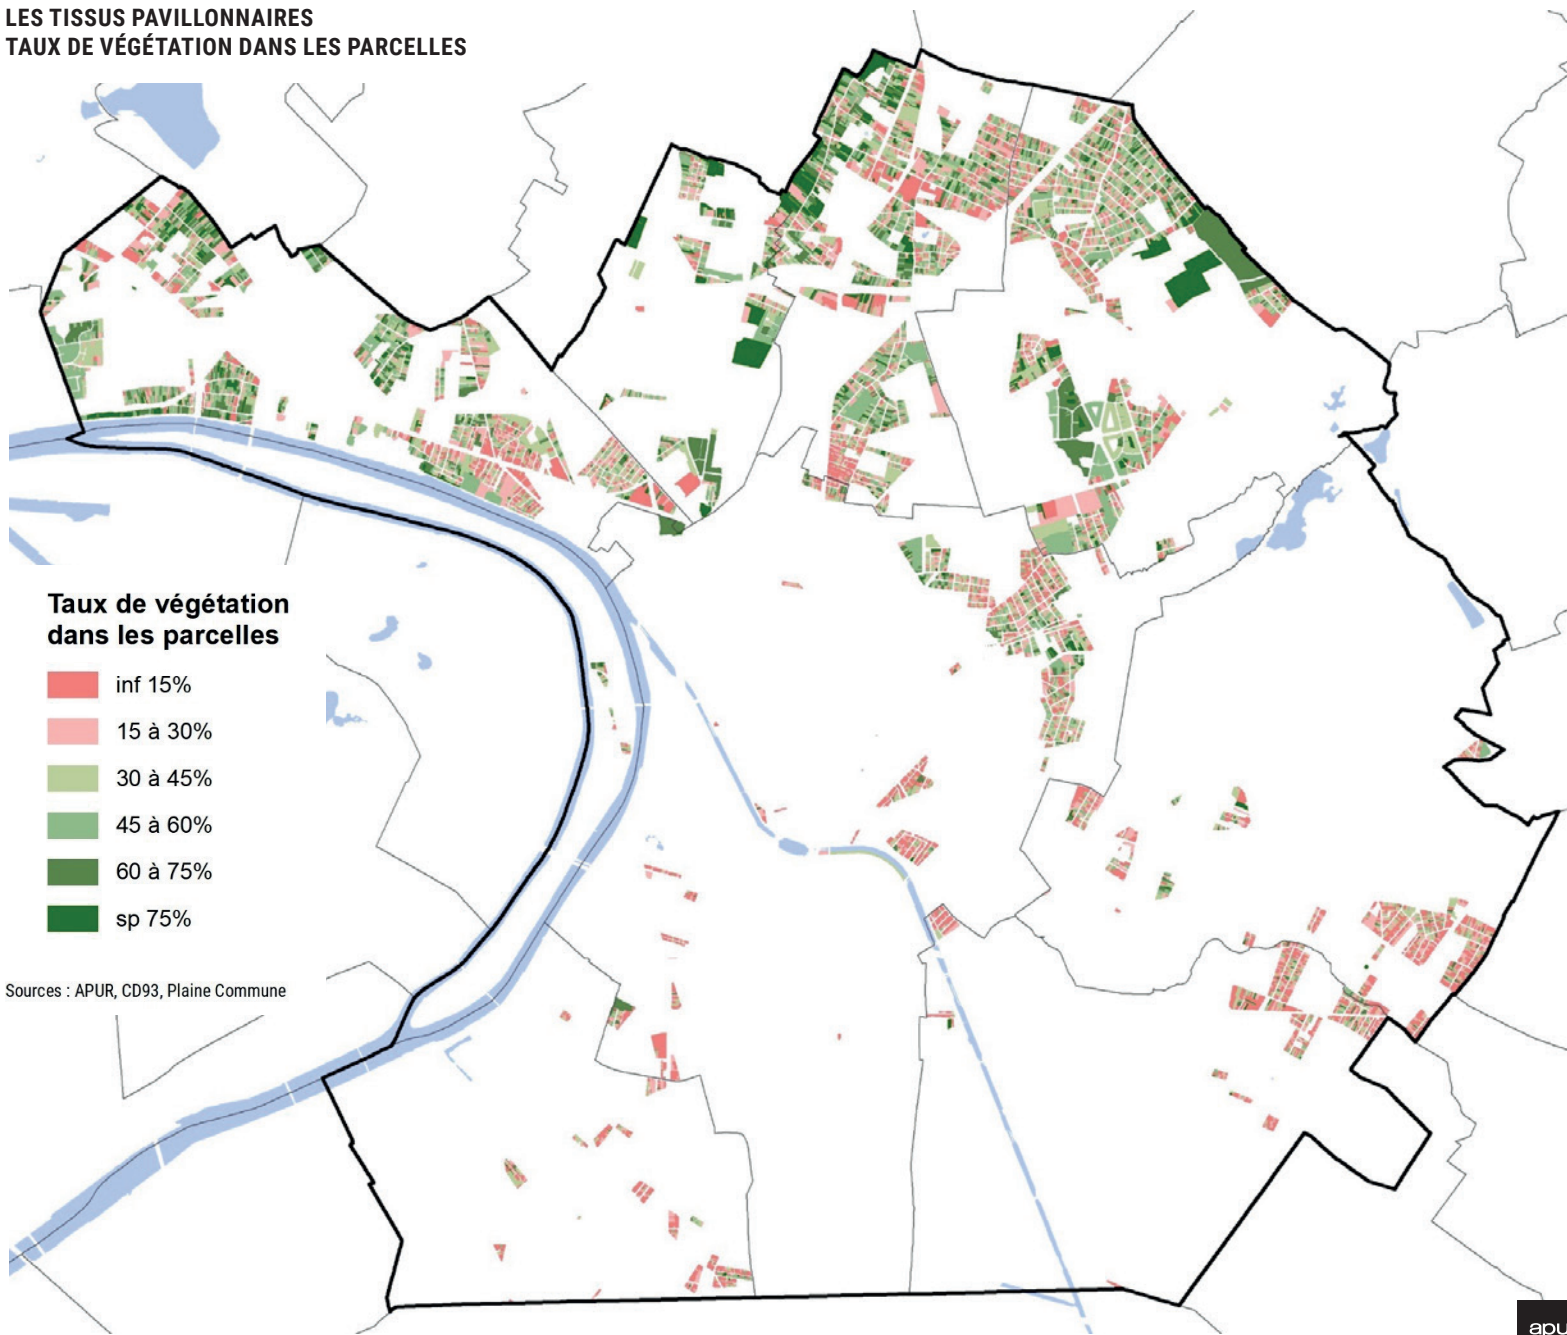 LES TISSUS PAVILLONNAIRES
TAUX DE VÉGÉTATION DANS LES PARCELLES
Taux de végétation
dans les parcelles
inf 15%
15 à 30%
30 à 45%
45 à 60%
60 à 75%
sp 75%
Sources : APUR, CD93, Plaine Commune
apu